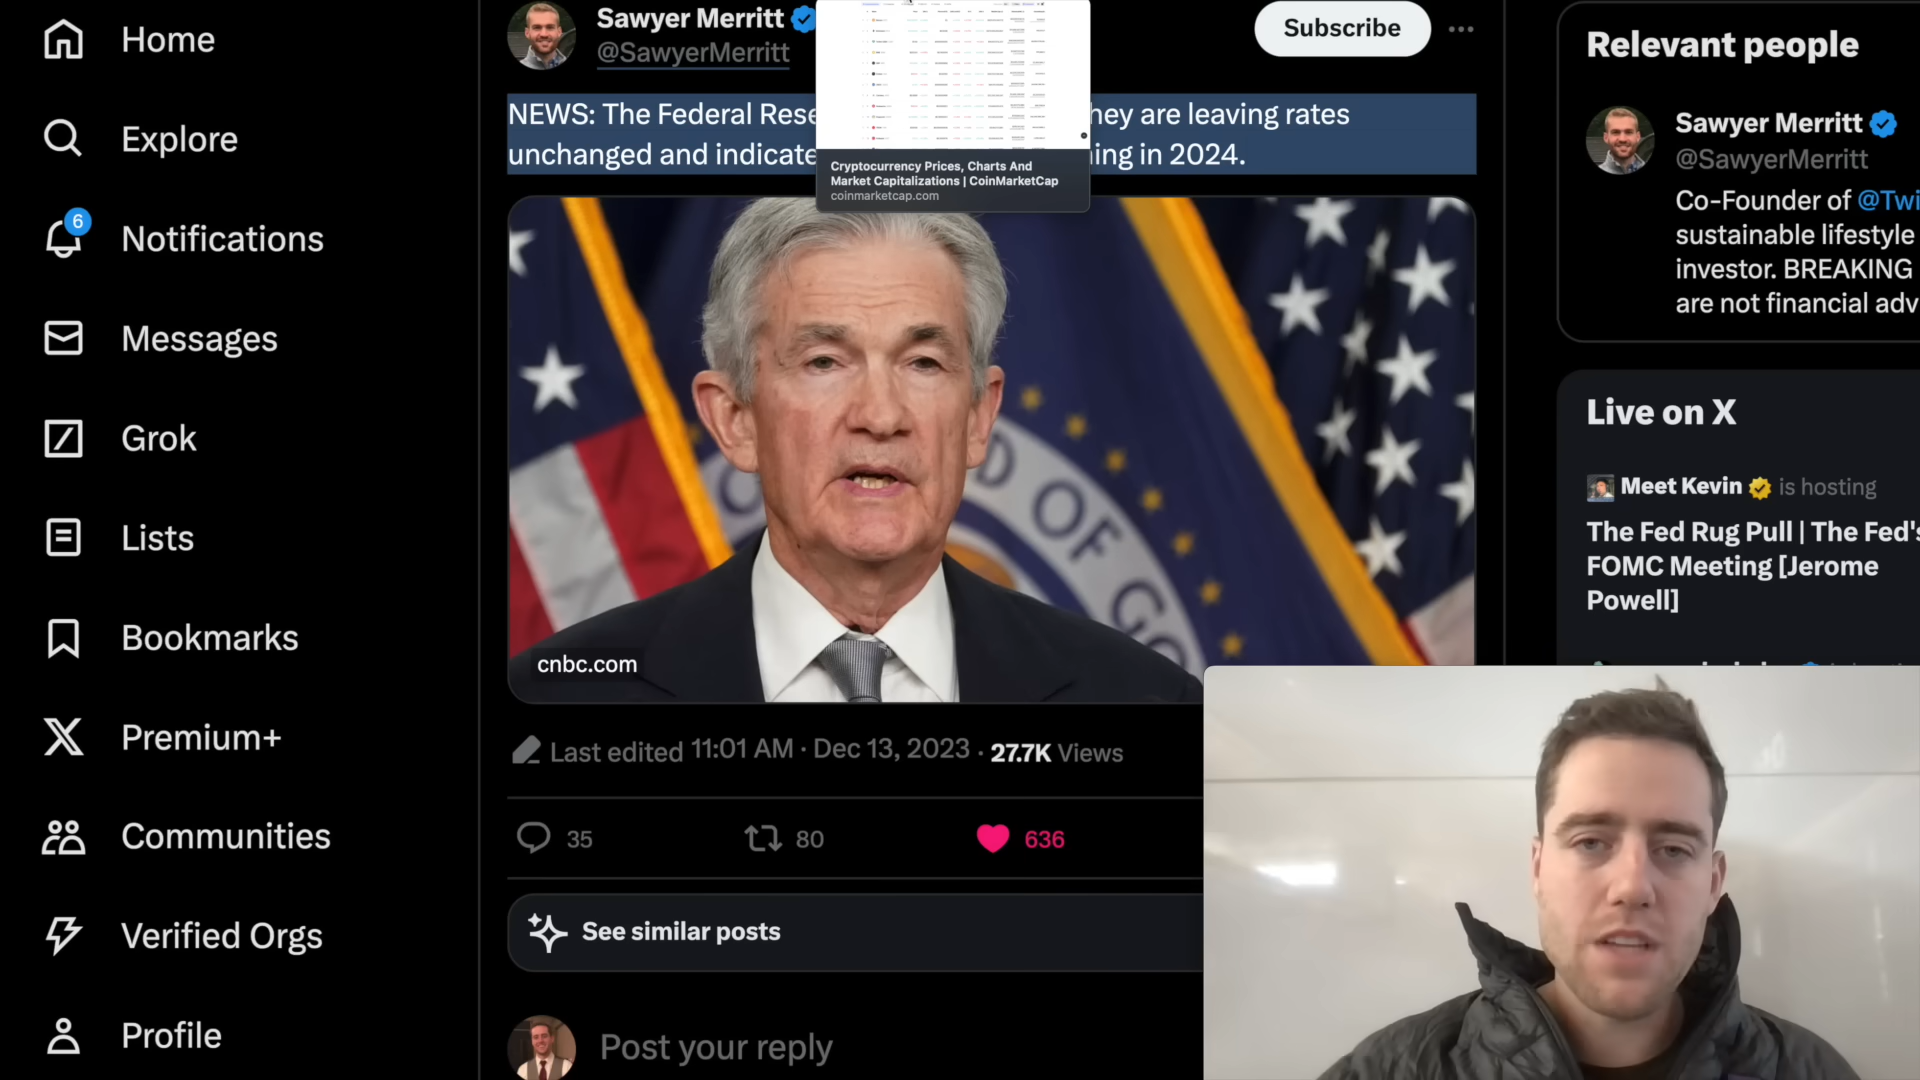 Home
Explore
6
Notifications
Messages
Grok
Lists
Bookmarks
Premium+
Communities
Verified Orgs
Profile
Sawyer Merritt
@SawyerMerritt
Subscribe
NEWS: The Federal Rese hey are leaving rates
unchanged and indicate ing in 2024.
Cryptocurrency Prices, Charts And
Market Capitalizations | CoinMarketCap
coinmarketcap.com
D OF GO
cnbc.com
Last edited 11:01 AM · Dec 13, 2023 · 27.7K Views
35
80
636
See similar posts
Post your reply
Relevant people
Sawyer Merritt
@SawyerMerritt
Co-Founder of @Twi
sustainable lifestyle
investor. BREAKING
are not financial adv
Live on X
Meet Kevin is hosting
The Fed Rug Pull | The Fed's
FOMC Meeting [Jerome
Powell]